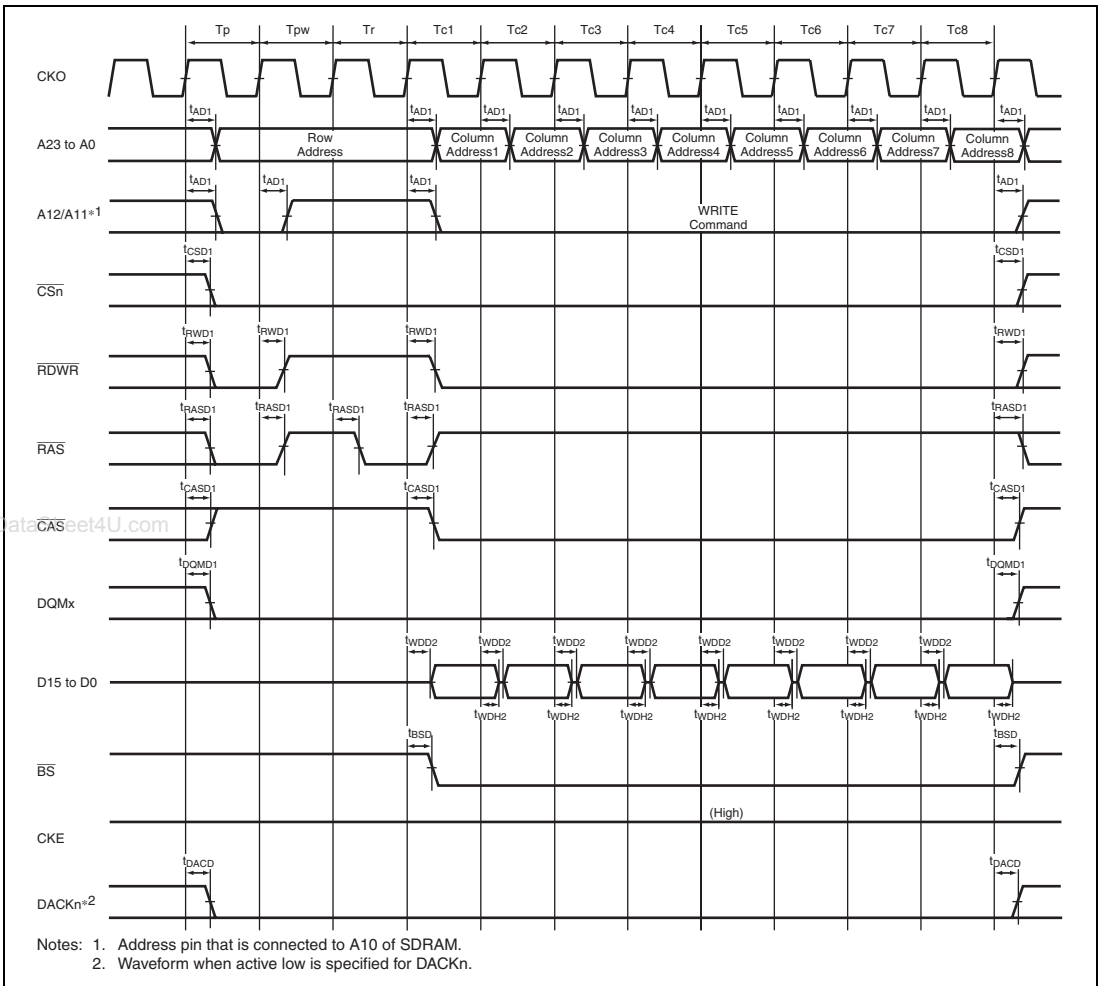 Tp Tpw Tr Tc1 Tc2 Tc3 Tc4 Tc5 Tc6 Tc7 Tc8
CKO
tAD1 tAD1 tAD1 tAD1 tAD1 tAD1 tAD1 tAD1 tAD1
A23 to A0
Row Address
Column Address1
Column Address2
Column Address3
Column Address4
Column Address5
Column Address6
Column Address7
Column Address8
tAD1 tAD1 tAD1 tAD1
A12/A11*1
WRITE
Command
tCSD1 tCSD1
CSn
tRWD1 tRWD1 tRWD1 tRWD1
RDWR
tRASD1 tRASD1 tRASD1 tRASD1 tRASD1
RAS
tCASD1 tCASD1 tCASD1
CAS
ataSheet4U.com
tDQMD1 tDQMD1
DQMx
tWDD2 tWDD2 tWDD2 tWDD2 tWDD2 tWDD2 tWDD2 tWDD2
D15 to D0
tWDH2 tWDH2 tWDH2 tWDH2 tWDH2 tWDH2 tWDH2 tWDH2
tBSD tBSD
BS
(High)
CKE
tDACD tDACD
DACKn*2
Notes: 1. Address pin that is connected to A10 of SDRAM.
2. Waveform when active low is specified for DACKn.